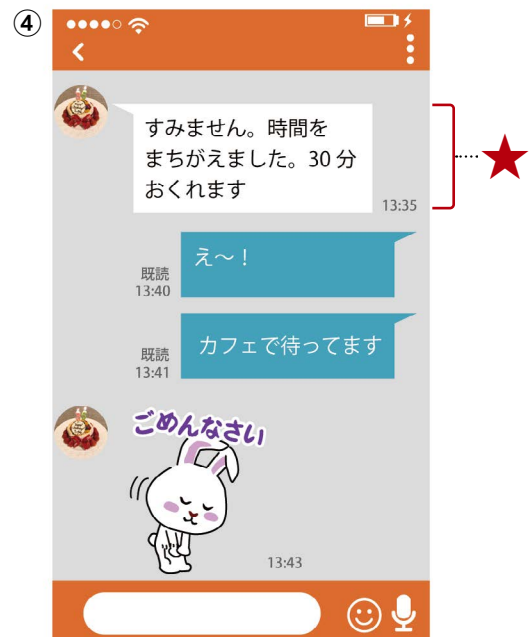 ④
すみません。時間を
まちがえました。30分
おくれます
13:35
え～！
既読
13:40
カフェで待ってます
既読
13:41
ごめんなさい
13:43